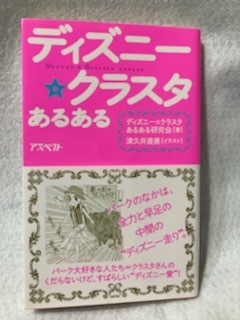 ディズニー
☆クラスタ
あるある
ディズニー☆クラスタ
あるある研究会[著]
津久井直美[イラスト]
アスペクト
パークのなかは、
全力と早足の
中間の
“ディズニー走り”。
パーク大好きな人たち=クラスタさんの
くだらないけど、すばらしい“ディズニー愛”!